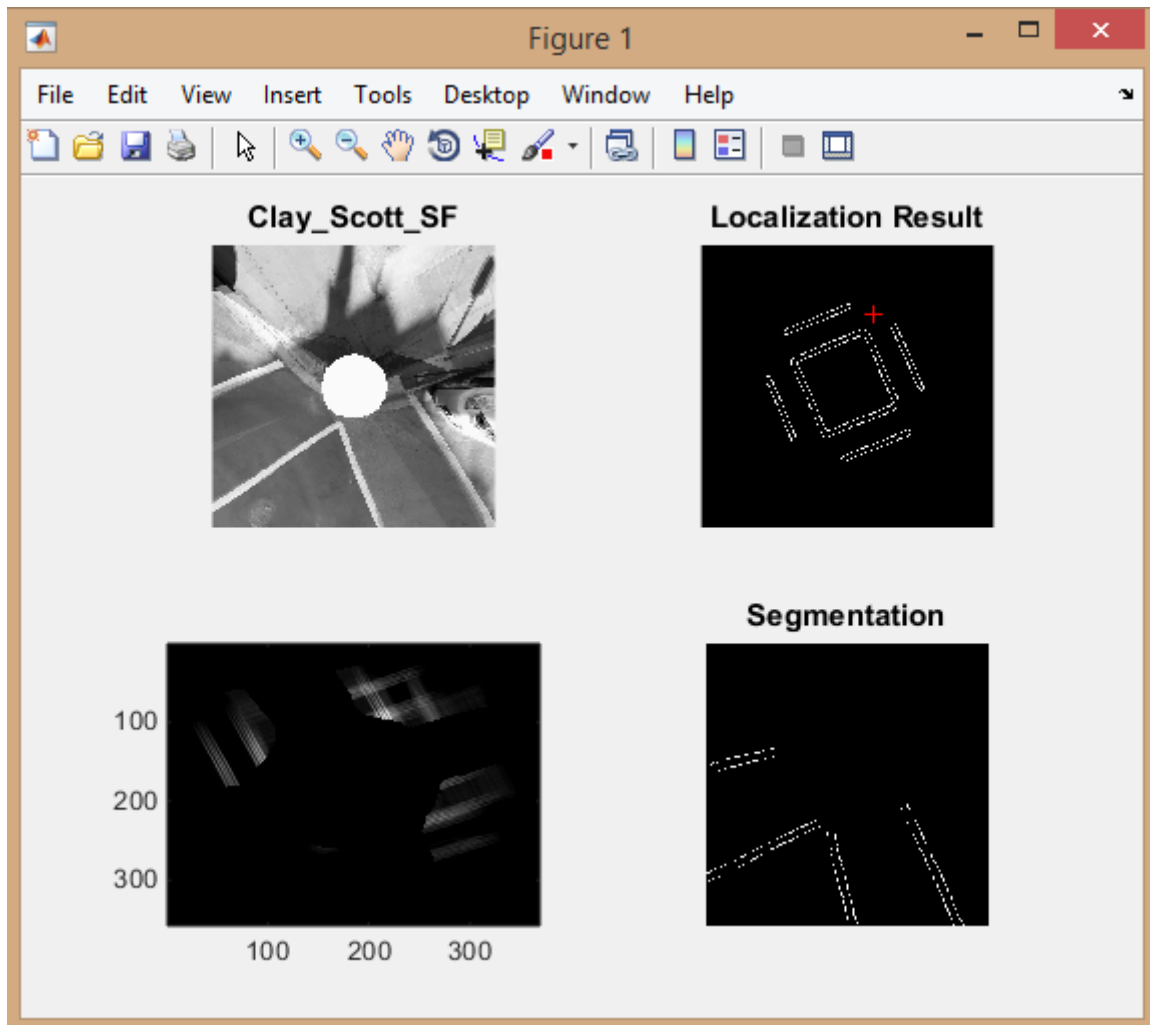 Figure 1
File Edit View Insert Tools Desktop Window Help
Clay_Scott_SF
Localization Result
Segmentation
100
200
300
100 200 300